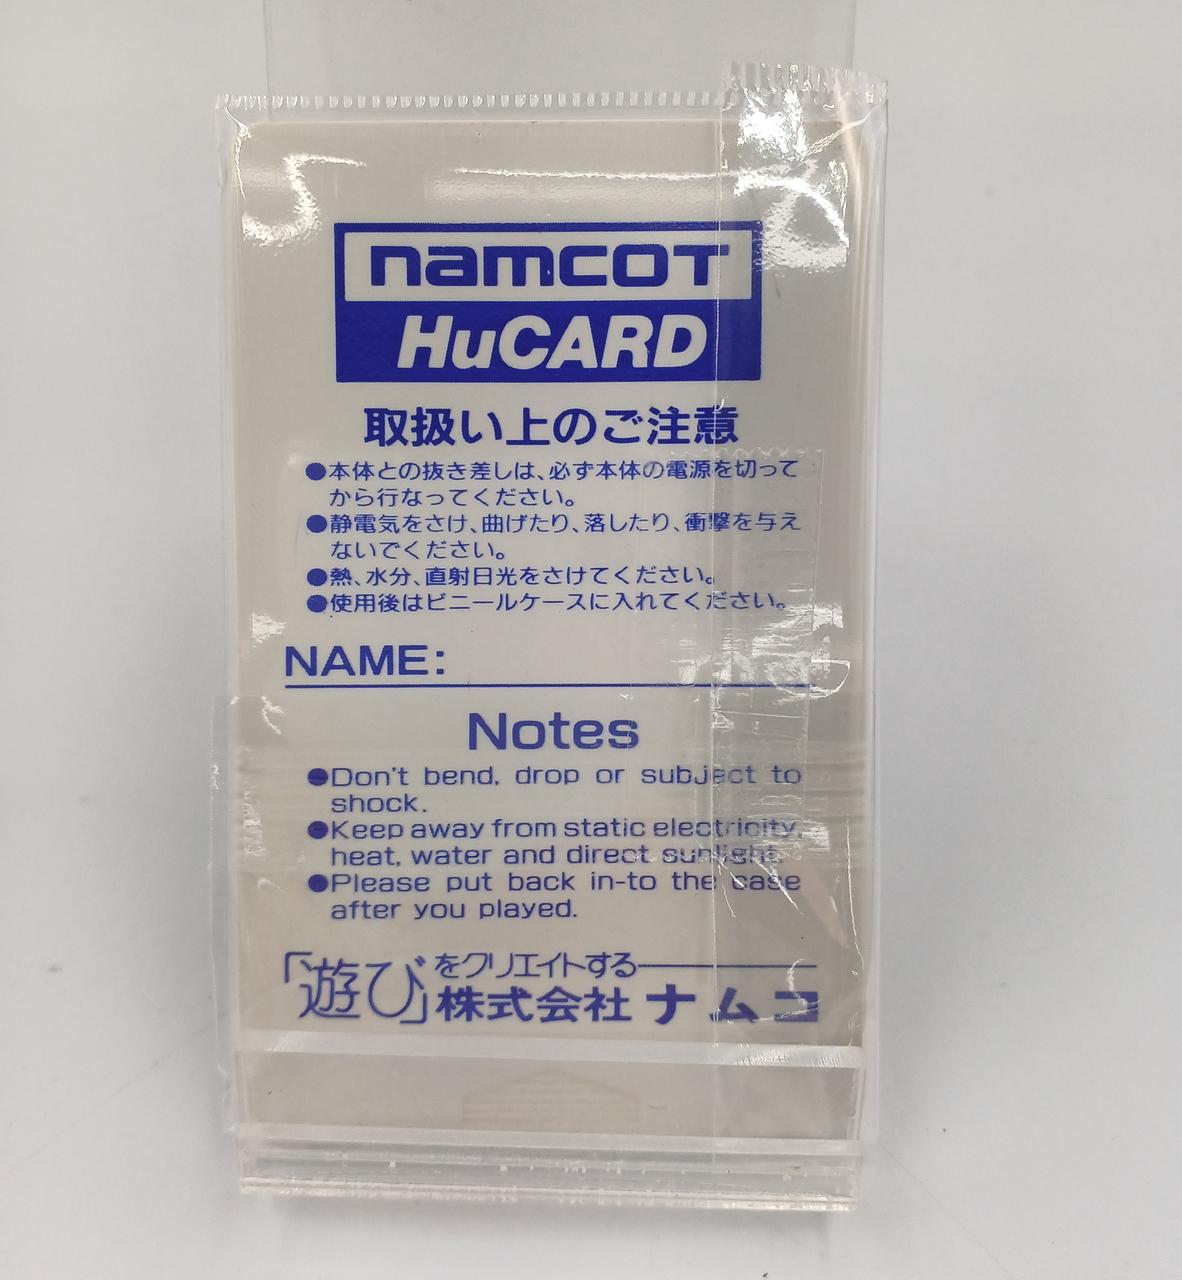 namcoT
HuCARD
取扱い上のご注意
●本体との抜き差しは、必ず本体の電源を切って
から行なってください。
●静電気をさけ、曲げたり、落したり、衝撃を与え
ないでください。
●熱、水分、直射日光をさけてください。
●使用後はビニールケースに入れてください。
NAME:
Notes
●Don't bend, drop or subject to
shock.
●Keep away from static electricity,
heat, water and direct sunlight.
●Please put back in-to the case
after you played.
「遊び」をクリエイトする
株式会社ナムコ